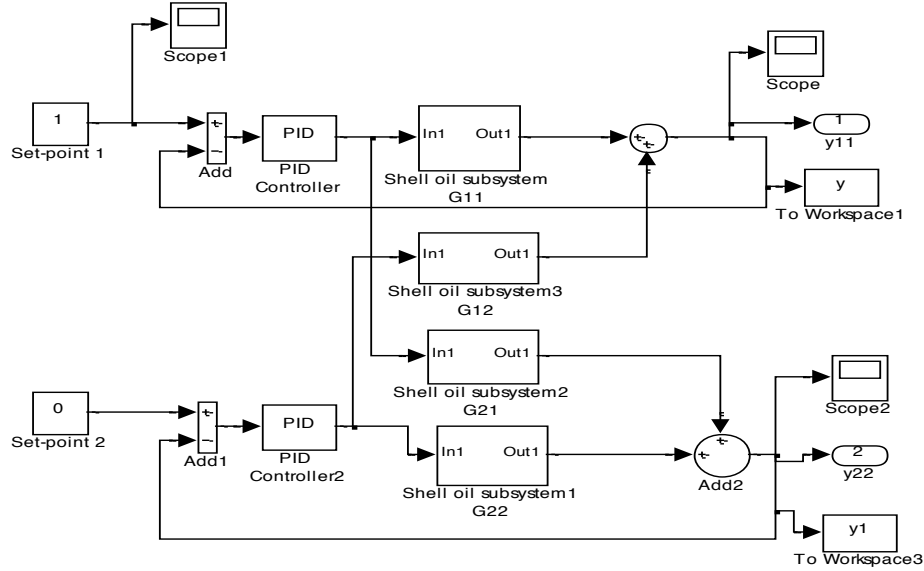 Scope1
Scope
1
Set-point 1
+
−
Add
PID
PID
Controller
In1 Out1
Shell oil subsystem
G11
+
+
1
y11
y
To Workspace1
In1 Out1
Shell oil subsystem3
G12
In1 Out1
Shell oil subsystem2
G21
Scope2
0
Set-point 2
+
−
Add1
PID
PID
Controller2
In1 Out1
Shell oil subsystem1
G22
+
+
Add2
2
y22
y1
To Workspace3